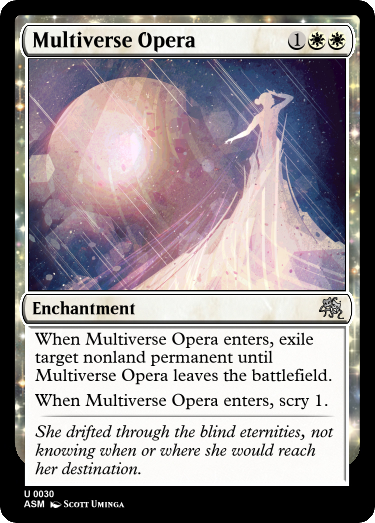 Multiverse Opera 1
Enchantment
When Multiverse Opera enters, exile
target nonland permanent until
Multiverse Opera leaves the battlefield.
When Multiverse Opera enters, scry 1.
She drifted through the blind eternities, not
knowing when or where she would reach
her destination.
U 0030
ASM Scott Uminga